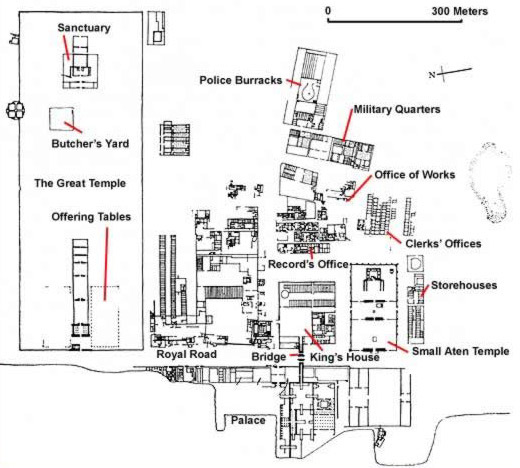 0 300 Meters
Sanctuary
Police Burracks
N
Military Quarters
Butcher's Yard
Office of Works
The Great Temple
Offering Tables
Clerks' Offices
Record's Office
Storehouses
Royal Road
Bridge
King's House
Small Aten Temple
Palace